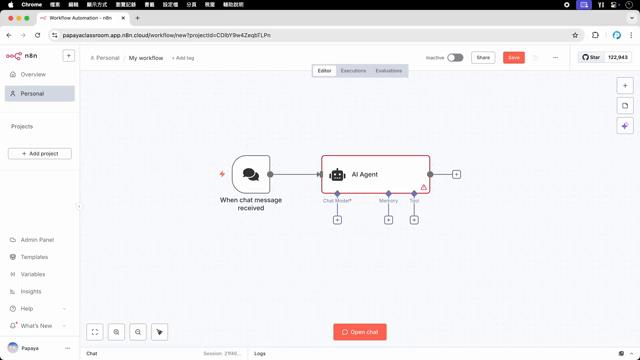 Chrome 檔案 編輯 顯示方式 瀏覽記錄 書籤 設定檔 分頁 視窗 輔助說明
Workflow Automation - n8n
papayaclassroom.app.n8n.cloud/workflow/new?projectId=CDlbY9w4ZeqbTLPn
n8n
Overview
Personal
Projects
+ Add project
Admin Panel
Templates
Variables
Insights
Help
What's New
Papaya
Personal / My workflow + Add tag
Inactive
Share
Save
Star 122,943
Editor Executions Evaluations
When chat message
received
AI Agent
Chat Model*
Memory
Tool
Open chat
Chat
Logs